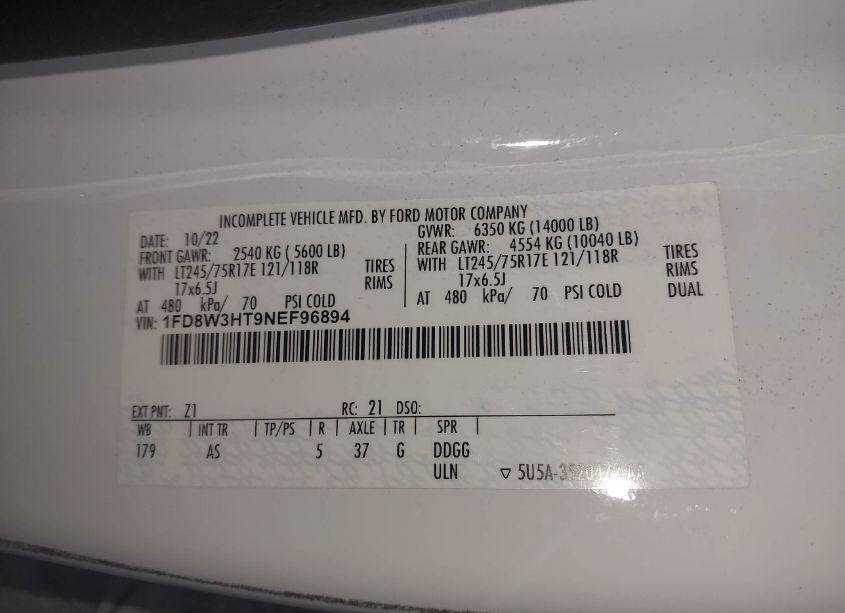 INCOMPLETE VEHICLE MFD. BY FORD MOTOR COMPANY
DATE: 10/22 GVWR: 6350 KG (14000 LB)
FRONT GAWR: 2540 KG ( 5600 LB) REAR GAWR: 4554 KG (10040 LB)
WITH LT245/75R17E 121/118R TIRES WITH LT245/75R17E 121/118R TIRES
17x6.5J RIMS 17x6.5J RIMS
AT 480 kPa/ 70 PSI COLD AT 480 kPa/ 70 PSI COLD DUAL
VIN: 1FD8W3HT9NEF96894
EXT PNT: Z1 RC: 21 DSO:
WB | INT TR | TP/PS | R | AXLE | TR | SPR |
179 AS 5 37 G DDGG
ULN ▽ 5U5A-